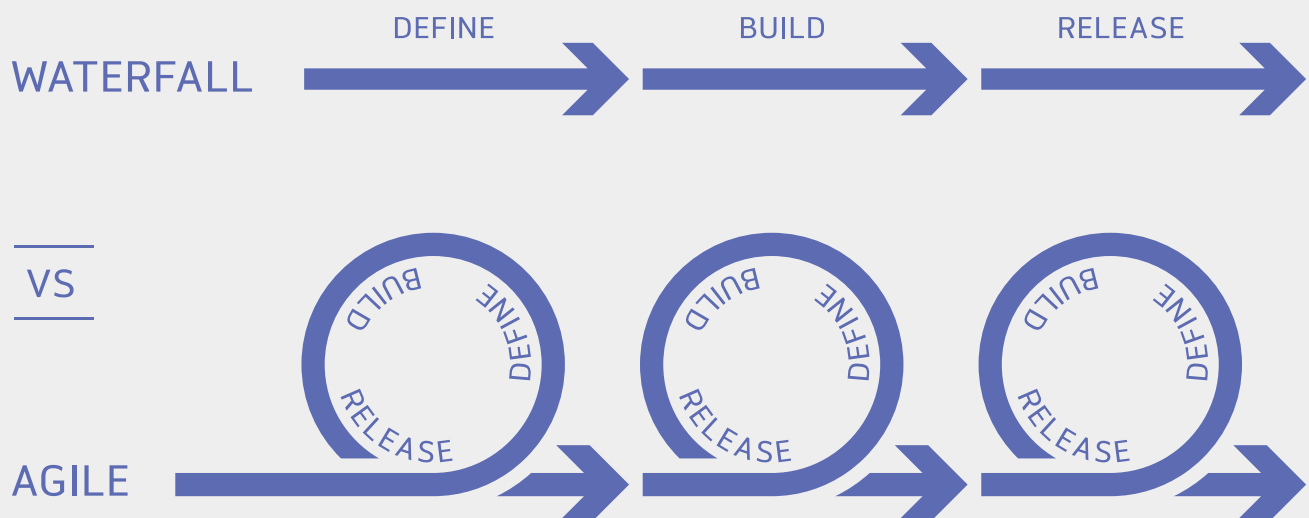 DEFINE BUILD RELEASE
WATERFALL
VS
BUILD DEFINE RELEASE
BUILD DEFINE RELEASE
BUILD DEFINE RELEASE
AGILE